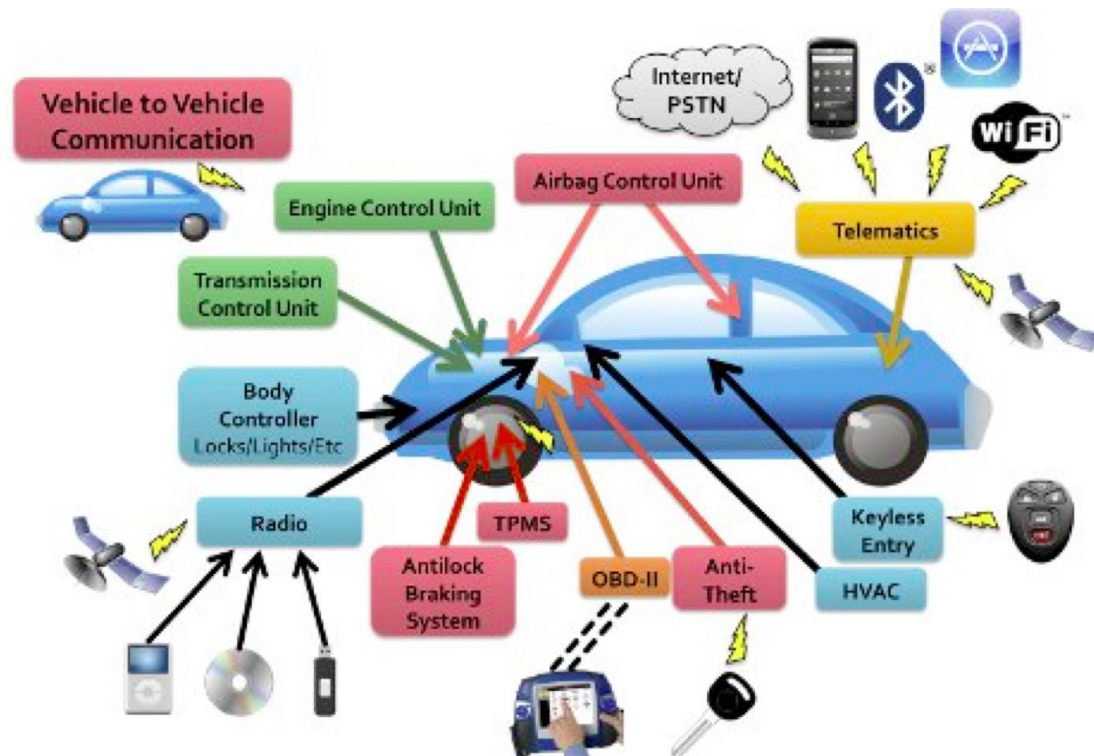 Internet/
PSTN
Vehicle to Vehicle
Communication
WiFi
Airbag Control Unit
Engine Control Unit
Telematics
Transmission
Control Unit
Body
Controller
Locks/Lights/Etc
Radio
TPMS
Keyless
Entry
Antilock
Braking
System
OBD-II
Anti-
Theft
HVAC